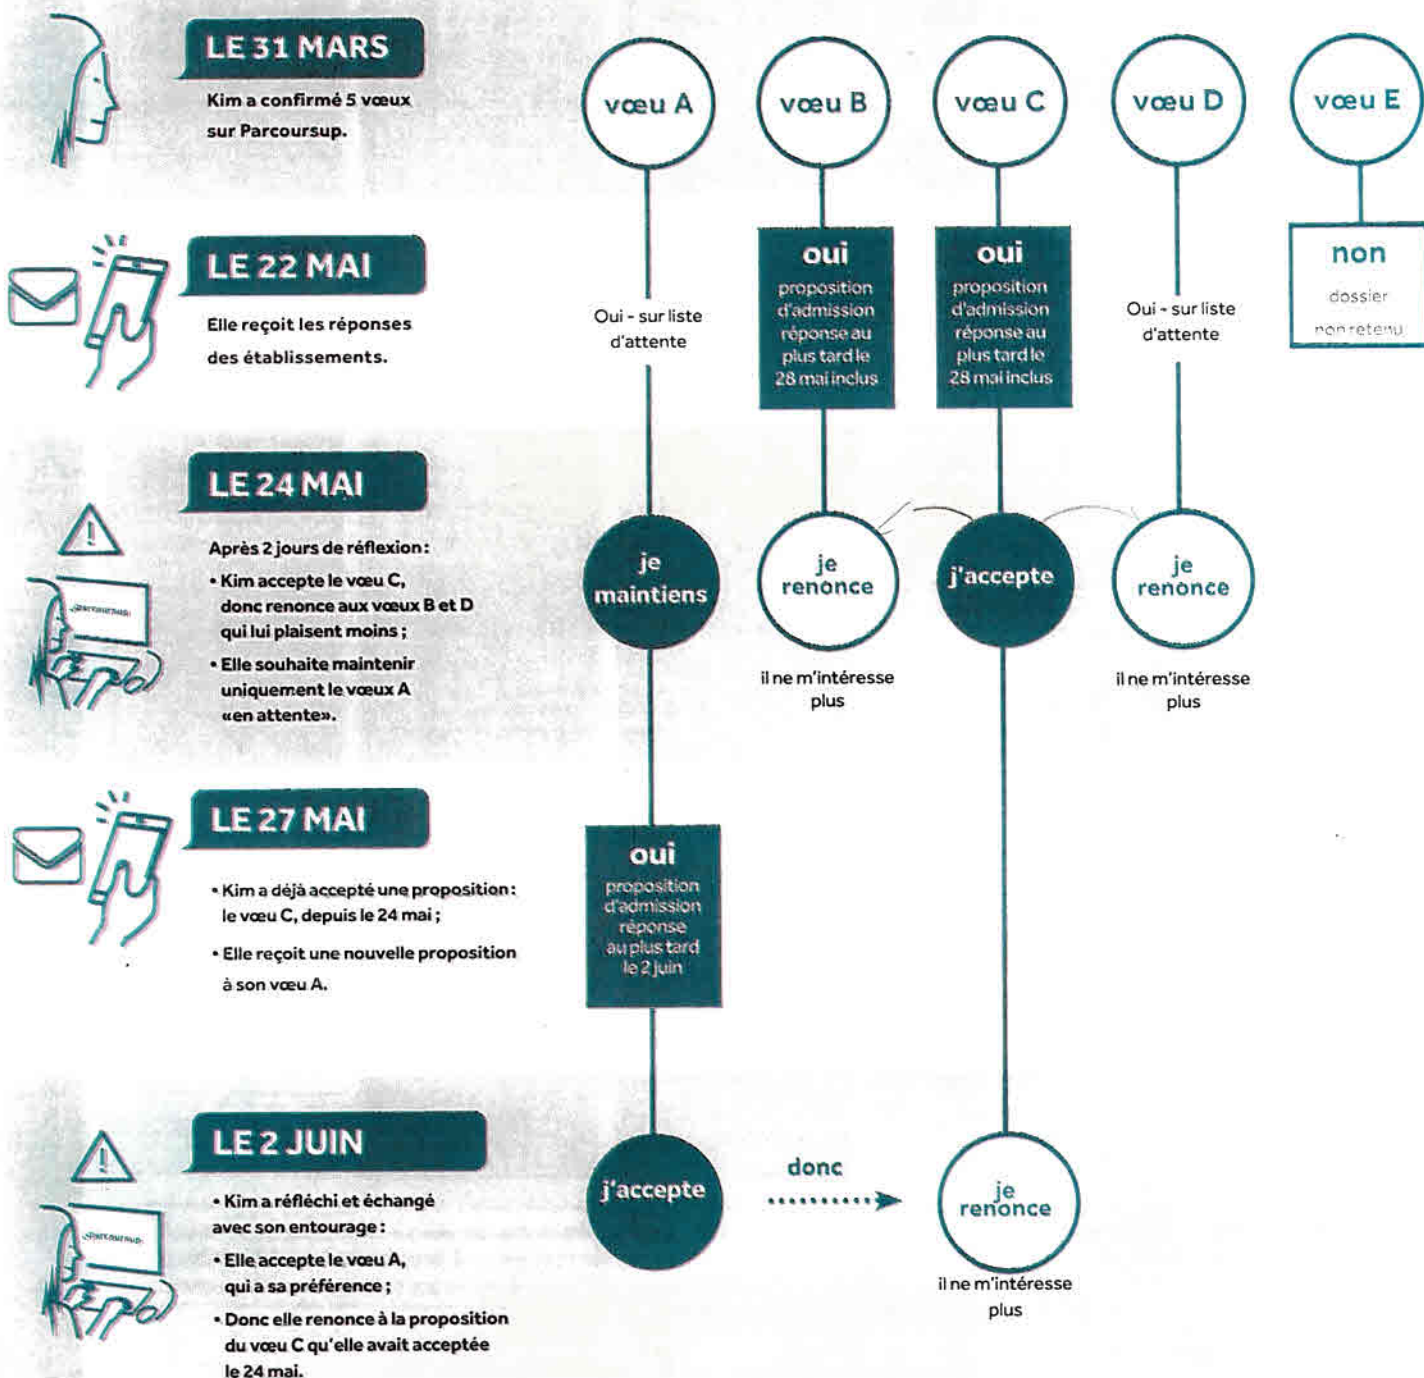 LE 31 MARS
Kim a confirmé 5 vœux
sur Parcoursup.
vœu A
vœu B
vœu C
vœu D
vœu E
LE 22 MAI
Elle reçoit les réponses
des établissements.
Oui - sur liste
d'attente
oui
proposition
d'admission
réponse au
plus tard le
28 mai inclus
oui
proposition
d'admission
réponse au
plus tard le
28 mai inclus
Oui - sur liste
d'attente
non
dossier
non retenu
LE 24 MAI
Après 2 jours de réflexion :
• Kim accepte le vœu C,
donc renonce aux vœux B et D
qui lui plaisent moins ;
• Elle souhaite maintenir
uniquement le vœux A
«en attente».
parcoursup
je
maintiens
je
renonce
il ne m'intéresse
plus
j'accepte
je
renonce
il ne m'intéresse
plus
LE 27 MAI
• Kim a déjà accepté une proposition :
le vœu C, depuis le 24 mai ;
• Elle reçoit une nouvelle proposition
à son vœu A.
oui
proposition
d'admission
réponse
au plus tard
le 2 juin
LE 2 JUIN
• Kim a réfléchi et échangé
avec son entourage :
• Elle accepte le vœu A,
qui a sa préférence ;
• Donc elle renonce à la proposition
du vœu C qu'elle avait acceptée
le 24 mai.
parcoursup
j'accepte
donc
je
renonce
il ne m'intéresse
plus